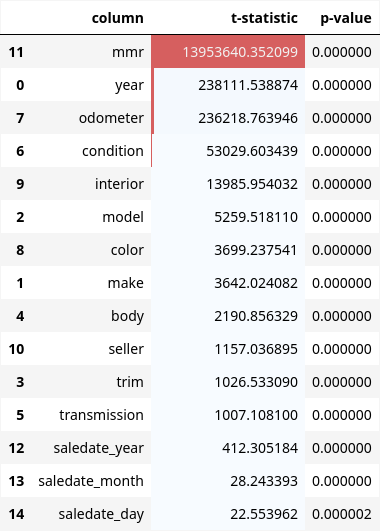 column t-statistic p-value
11 mmr 13953640.352099 0.000000
0 year 238111.538874 0.000000
7 odometer 236218.763946 0.000000
6 condition 53029.603439 0.000000
9 interior 13985.954032 0.000000
2 model 5259.518110 0.000000
8 color 3699.237541 0.000000
1 make 3642.024082 0.000000
4 body 2190.856329 0.000000
10 seller 1157.036895 0.000000
3 trim 1026.533090 0.000000
5 transmission 1007.108100 0.000000
12 saledate_year 412.305184 0.000000
13 saledate_month 28.243393 0.000000
14 saledate_day 22.553962 0.000002